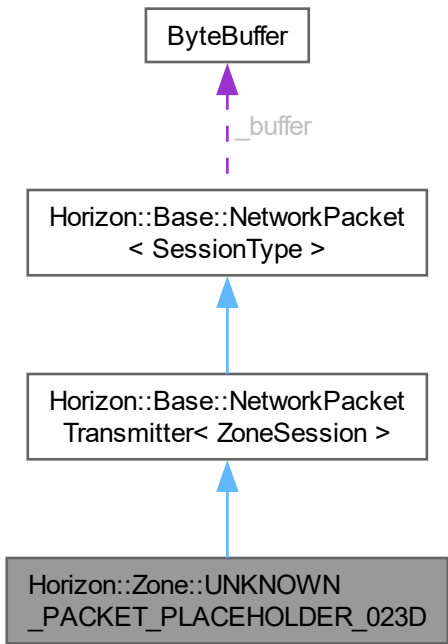 ByteBuffer
_buffer
Horizon::Base::NetworkPacket
< SessionType >
Horizon::Base::NetworkPacket
Transmitter< ZoneSession >
Horizon::Zone::UNKNOWN
_PACKET_PLACEHOLDER_023D